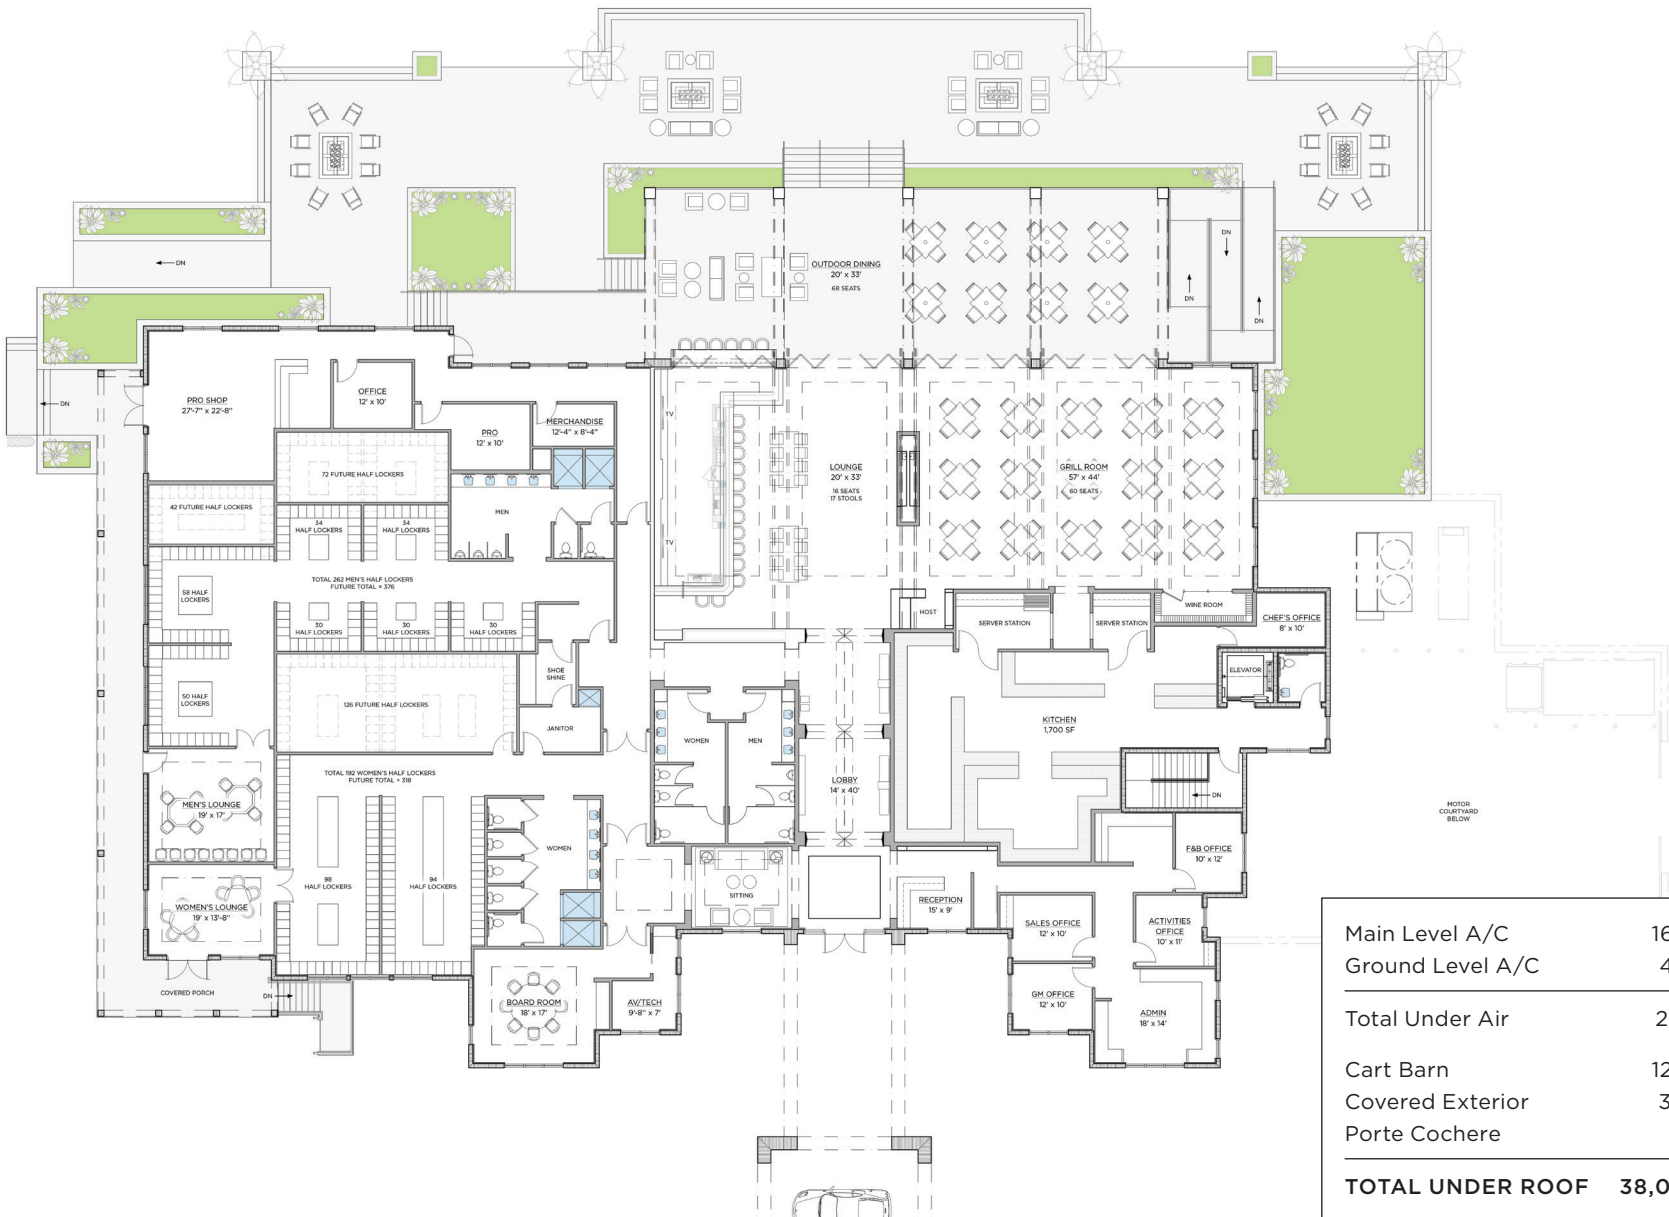 DN
DN
DN
DN
OUTDOOR DINING
20' x 33'
68 SEATS
DN
PRO SHOP
27'-7" x 22'-8"
OFFICE
12' x 10'
PRO
12' x 10'
MERCHANDISE
12'-4" x 8'-4"
TV
TV
LOUNGE
20' x 33'
16 SEATS
17 STOOLS
GRILL ROOM
57' x 44'
60 SEATS
72 FUTURE HALF LOCKERS
42 FUTURE HALF LOCKERS
MEN
34
HALF LOCKERS
34
HALF LOCKERS
TOTAL 262 MEN'S HALF LOCKERS
FUTURE TOTAL = 376
58 HALF
LOCKERS
30
HALF LOCKERS
30
HALF LOCKERS
30
HALF LOCKERS
HOST
SERVER STATION
SERVER STATION
WINE ROOM
CHEF'S OFFICE
8' x 10'
ELEVATOR
SHOE
SHINE
50 HALF
LOCKERS
126 FUTURE HALF LOCKERS
JANITOR
WOMEN
MEN
KITCHEN
1,700 SF
LOBBY
14' x 40'
DN
MOTOR
COURTYARD
BELOW
TOTAL 192 WOMEN'S HALF LOCKERS
FUTURE TOTAL = 318
MEN'S LOUNGE
19' x 17'
WOMEN
F&B OFFICE
10' x 12'
98
HALF LOCKERS
94
HALF LOCKERS
WOMEN'S LOUNGE
19' x 13'-8"
SITTING
RECEPTION
15' x 9'
SALES OFFICE
12' x 10'
ACTIVITIES
OFFICE
10' x 11'
COVERED PORCH
DN
BOARD ROOM
18' x 17'
AV/TECH
9'-8" x 7'
GM OFFICE
12' x 10'
ADMIN
18' x 14'
Main Level A/C 16
Ground Level A/C 4
Total Under Air 2
Cart Barn 12
Covered Exterior 3
Porte Cochere
TOTAL UNDER ROOF 38,0